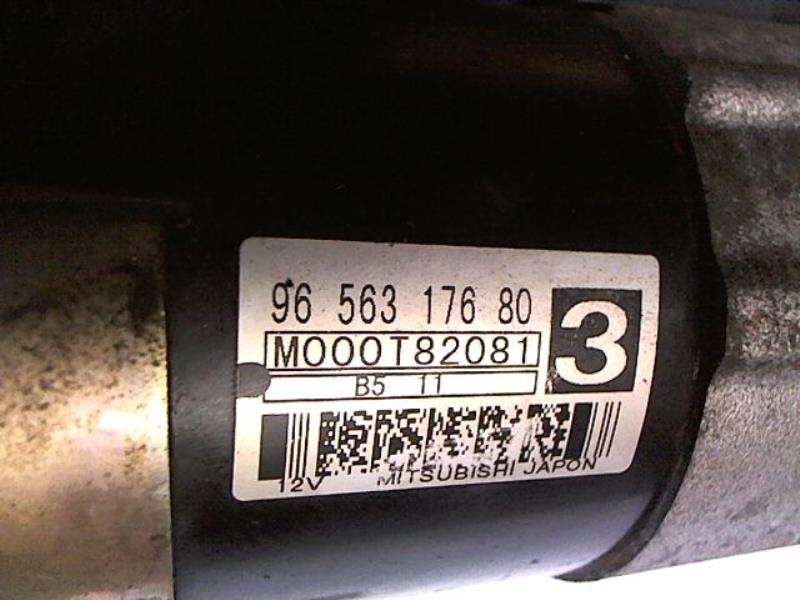 96 563 176 80
3
M000T82081
B5 11
12V MITSUBISHI JAPON